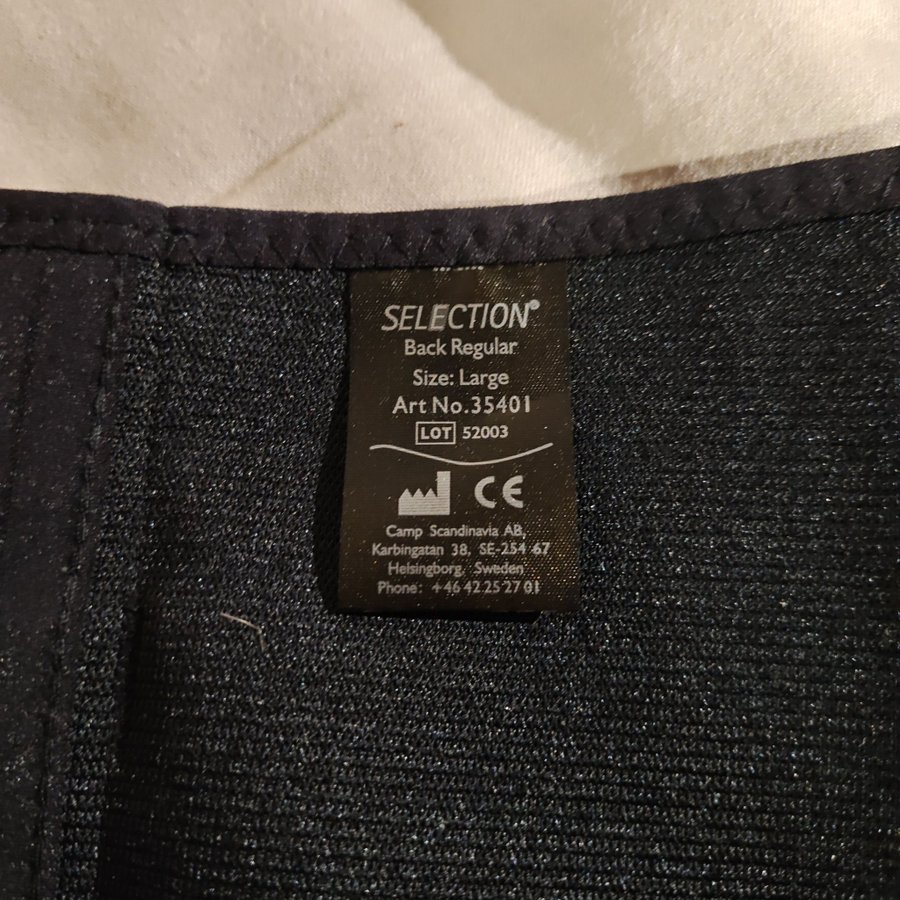 SELECTION®
Back Regular
Size: Large
Art No.35401
LOT 52003
CE
Camp Scandinavia AB,
Karbingatan 38, SE-254 67
Helsingborg, Sweden
Phone: +46 42 25 27 01